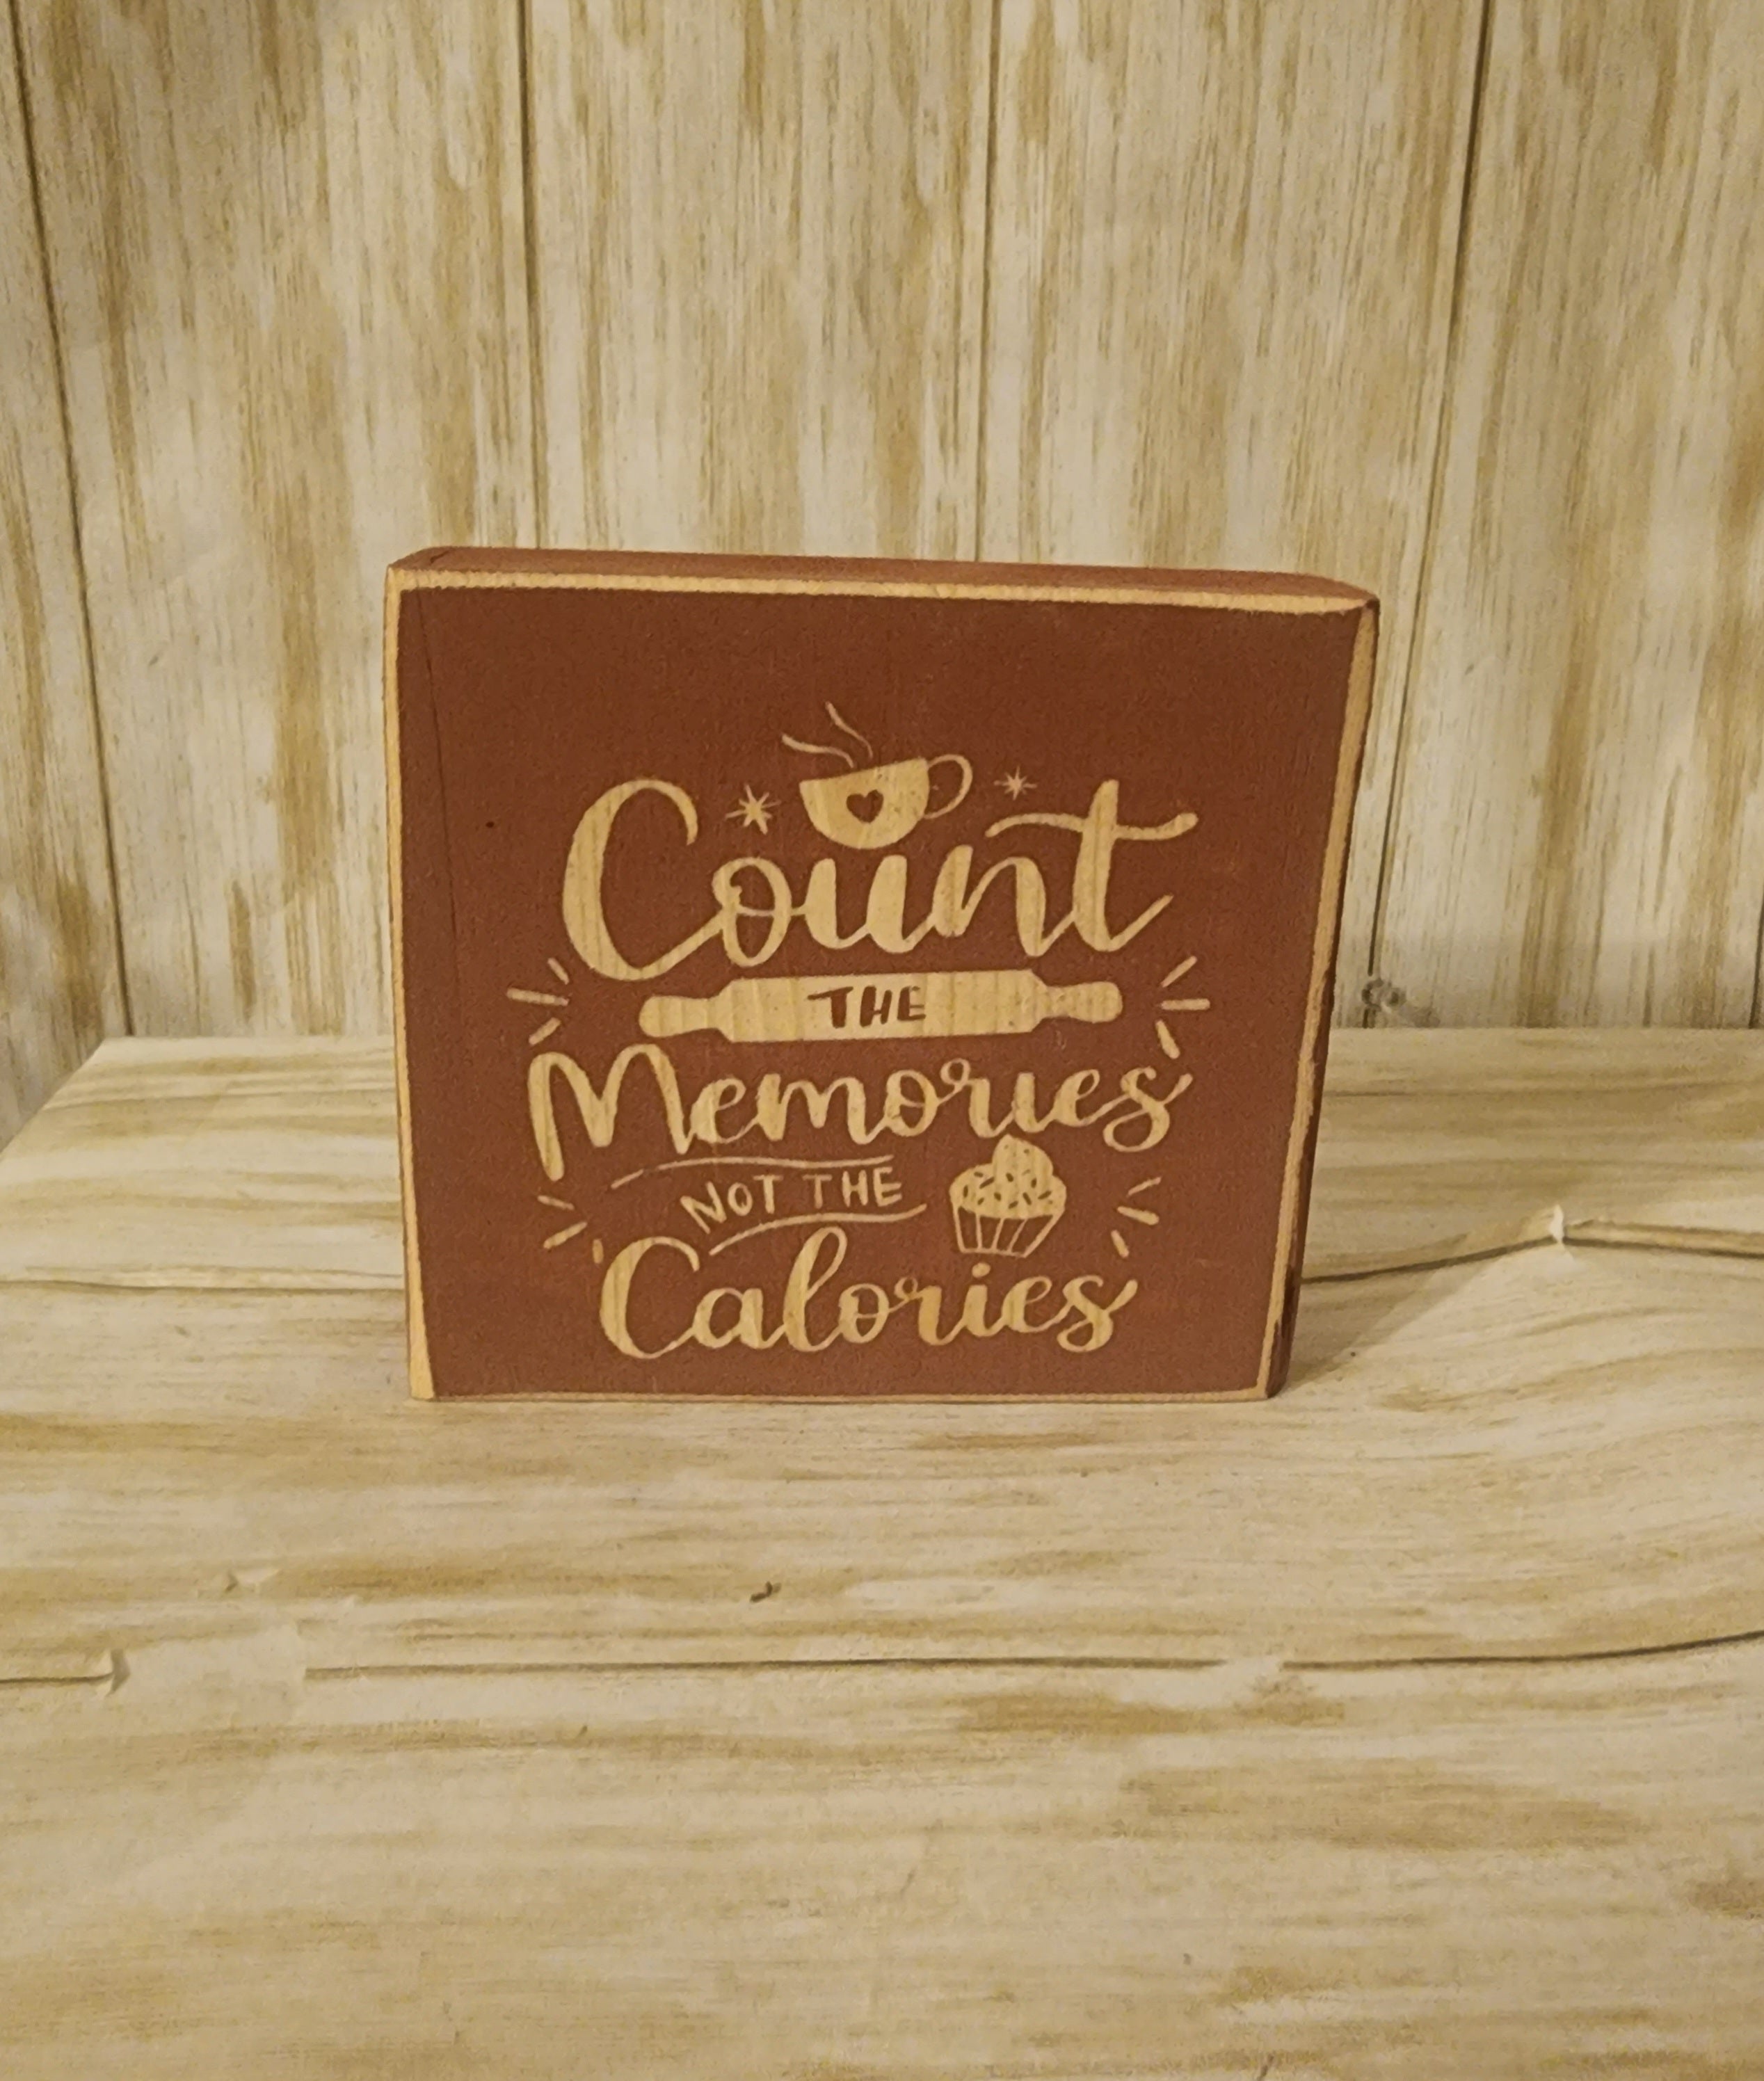 Count
THE
Memories
NOT THE
Calories